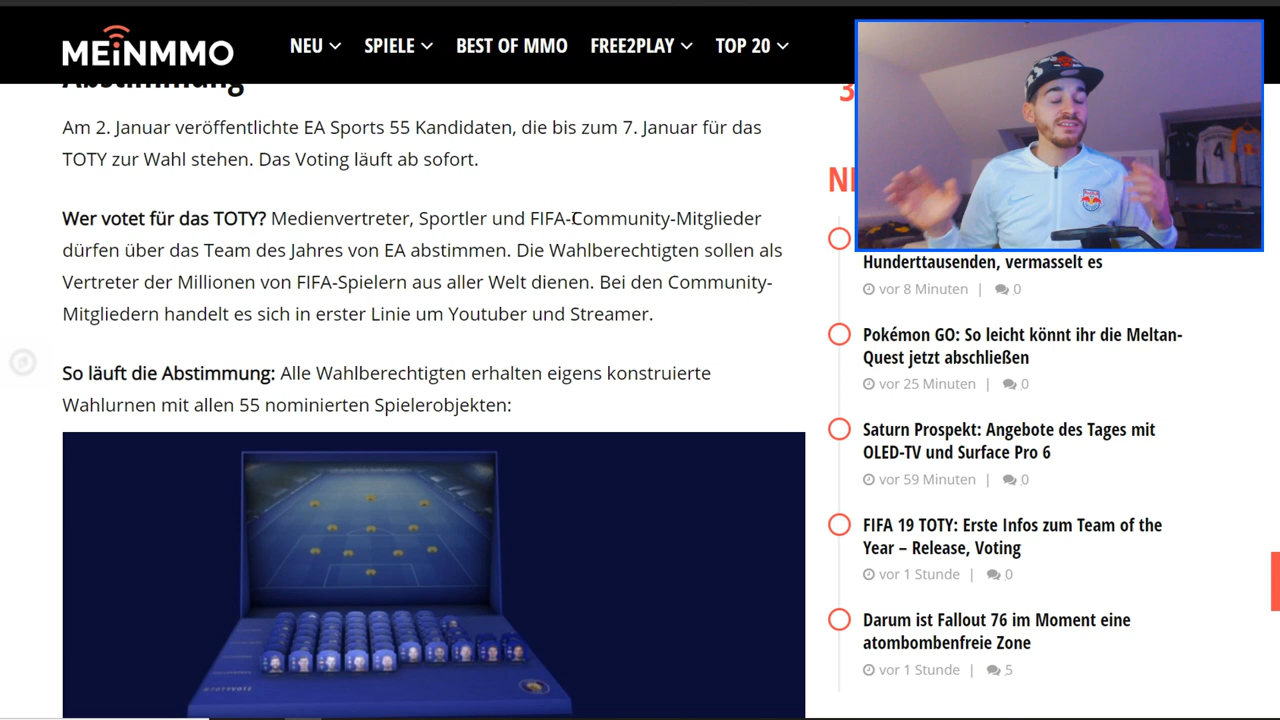 MEiNMMO
NEU
SPIELE
BEST OF MMO
FREE2PLAY
TOP 20
Abstimmung
Am 2. Januar veröffentlichte EA Sports 55 Kandidaten, die bis zum 7. Januar für das
TOTY zur Wahl stehen. Das Voting läuft ab sofort.
Wer votet für das TOTY? Medienvertreter, Sportler und FIFA-Community-Mitglieder
dürfen über das Team des Jahres von EA abstimmen. Die Wahlberechtigten sollen als
Vertreter der Millionen von FIFA-Spielern aus aller Welt dienen. Bei den Community-
Mitgliedern handelt es sich in erster Linie um Youtuber und Streamer.
So läuft die Abstimmung: Alle Wahlberechtigten erhalten eigens konstruierte
Wahlurnen mit allen 55 nominierten Spielerobjekten:
3
4
Hunderttausenden, vermasselt es
vor 8 Minuten | 0
Pokémon GO: So leicht könnt ihr die Meltan-
Quest jetzt abschließen
vor 25 Minuten | 0
Saturn Prospekt: Angebote des Tages mit
OLED-TV und Surface Pro 6
vor 59 Minuten | 0
FIFA 19 TOTY: Erste Infos zum Team of the
Year – Release, Voting
vor 1 Stunde | 0
Darum ist Fallout 76 im Moment eine
atombombenfreie Zone
vor 1 Stunde | 5